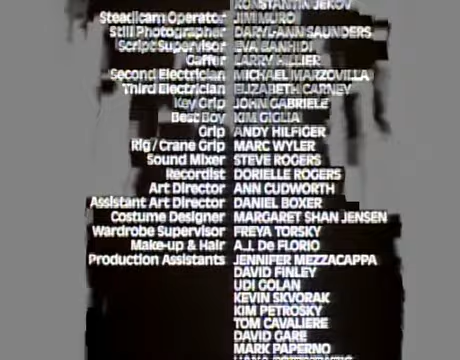 KONSTANTIN JEKOV
Steadicam Operator JIM MURO
Still Photographer DARYL-ANN SAUNDERS
Script Supervisor EVA BANHIDI
Gaffer LARRY HILLIER
Second Electrician MICHAEL MARZOVILLA
Third Electrician ELIZABETH CARNEY
Key Grip JOHN GABRIELE
Best Boy KIM GIGLIA
Grip ANDY HILFIGER
Rig/Crane Grip MARC WYLER
Sound Mixer STEVE ROGERS
Recordist DORIELLE ROGERS
Art Director ANN CUDWORTH
Assistant Art Director DANIEL BOXER
Costume Designer MARGARET SHAN JENSEN
Wardrobe Supervisor FREYA TORSKY
Make-up & Hair A.J. De FLORIO
Production Assistants JENNIFER MEZZACAPPA
DAVID FINLEY
UDI GOLAN
KEVIN SKVORAK
KIM PETROSKY
TOM CAVALIERE
DAVID GARE
MARK PAPERNO